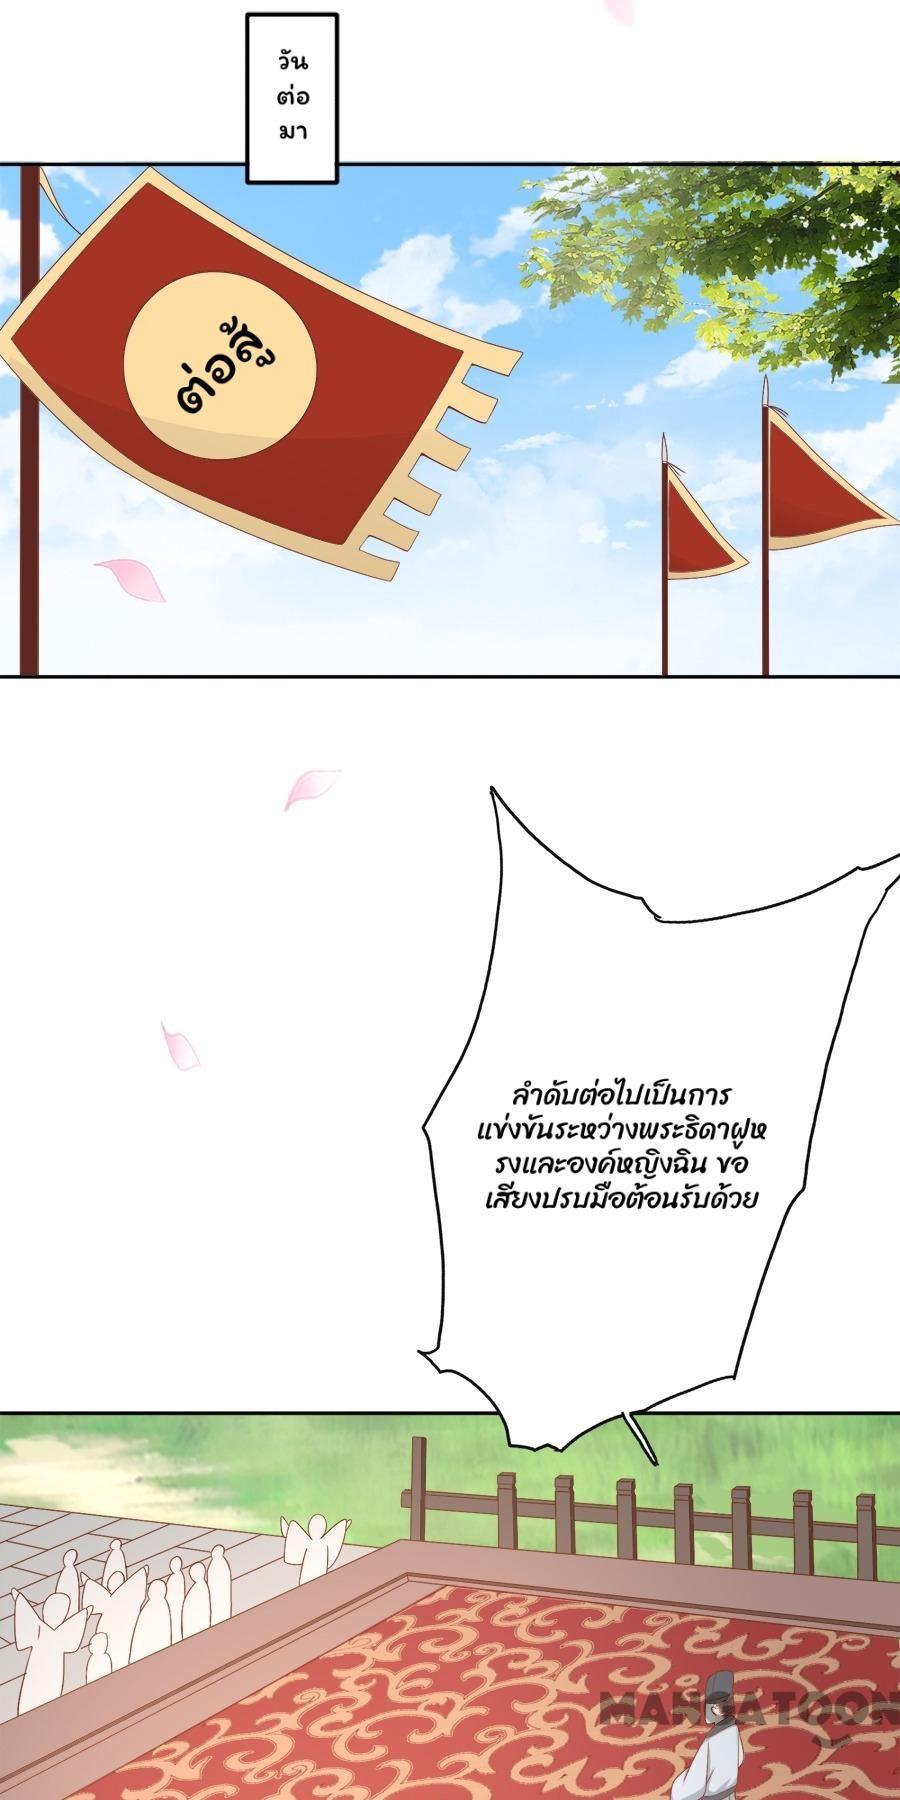 วัน
ต่อ
มา
ต่อสู้
ลำดับต่อไปเป็นการ
แข่งขันระหว่างพระธิดาฝูห
รงและองค์หญิงฉิน ขอ
เสียงปรบมือต้อนรับด้วย
MANGATOON